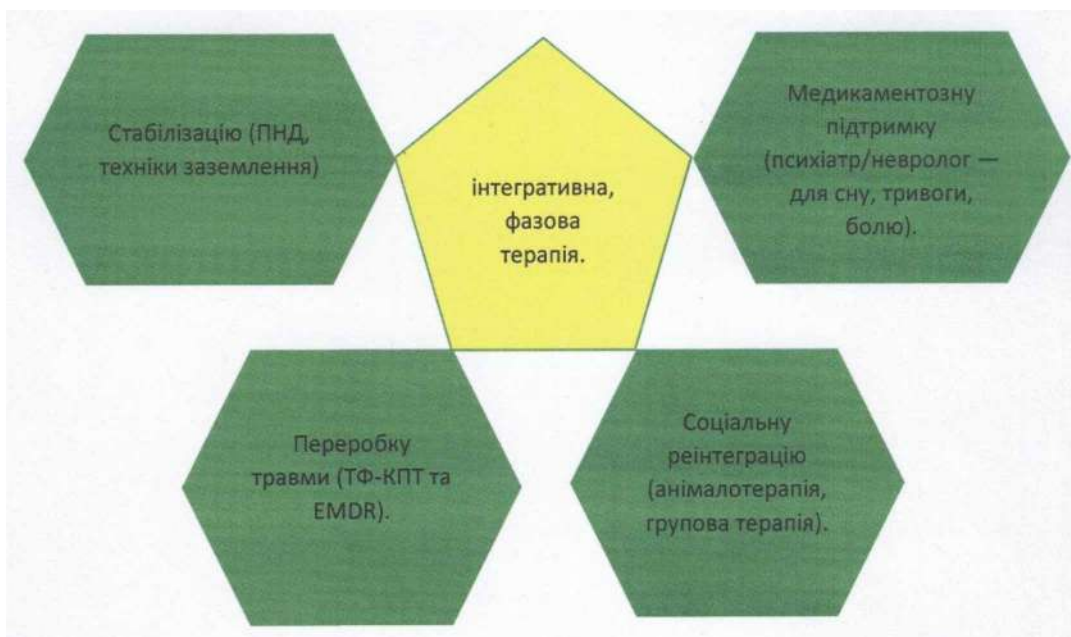 Стабілізацію (ПНД,
техніки заземлення)
інтегративна,
фазова
терапія.
Медикаментозну
підтримку
(психіатр/невролог —
для сну, тривоги,
болю).
Переробку
травми (ТФ-КПТ та
EMDR).
Соціальну
реінтеграцію
(анімалотерапія,
групова терапія).